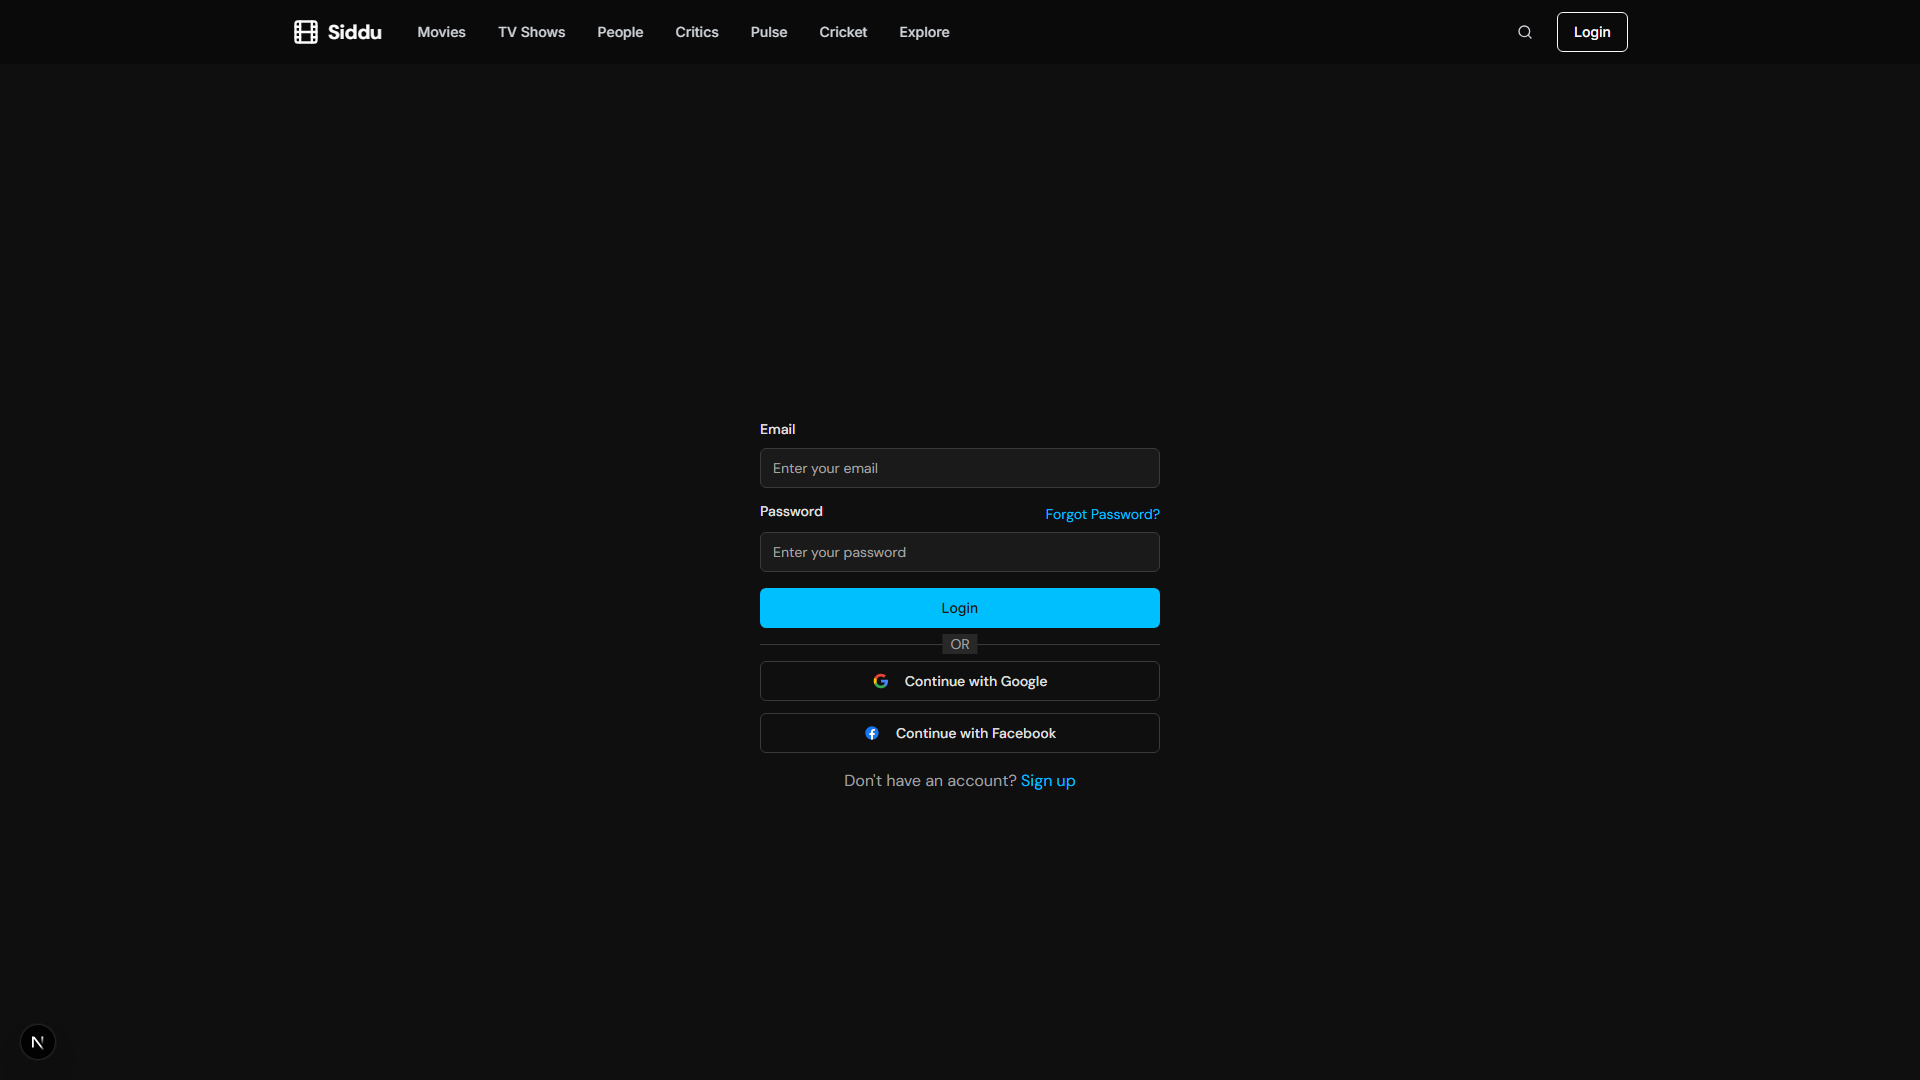 Siddu Movies TV Shows People Critics Pulse Cricket Explore Login
Email
Enter your email
Password Forgot Password?
Enter your password
Login
OR
Continue with Google
Continue with Facebook
Don't have an account? Sign up
N